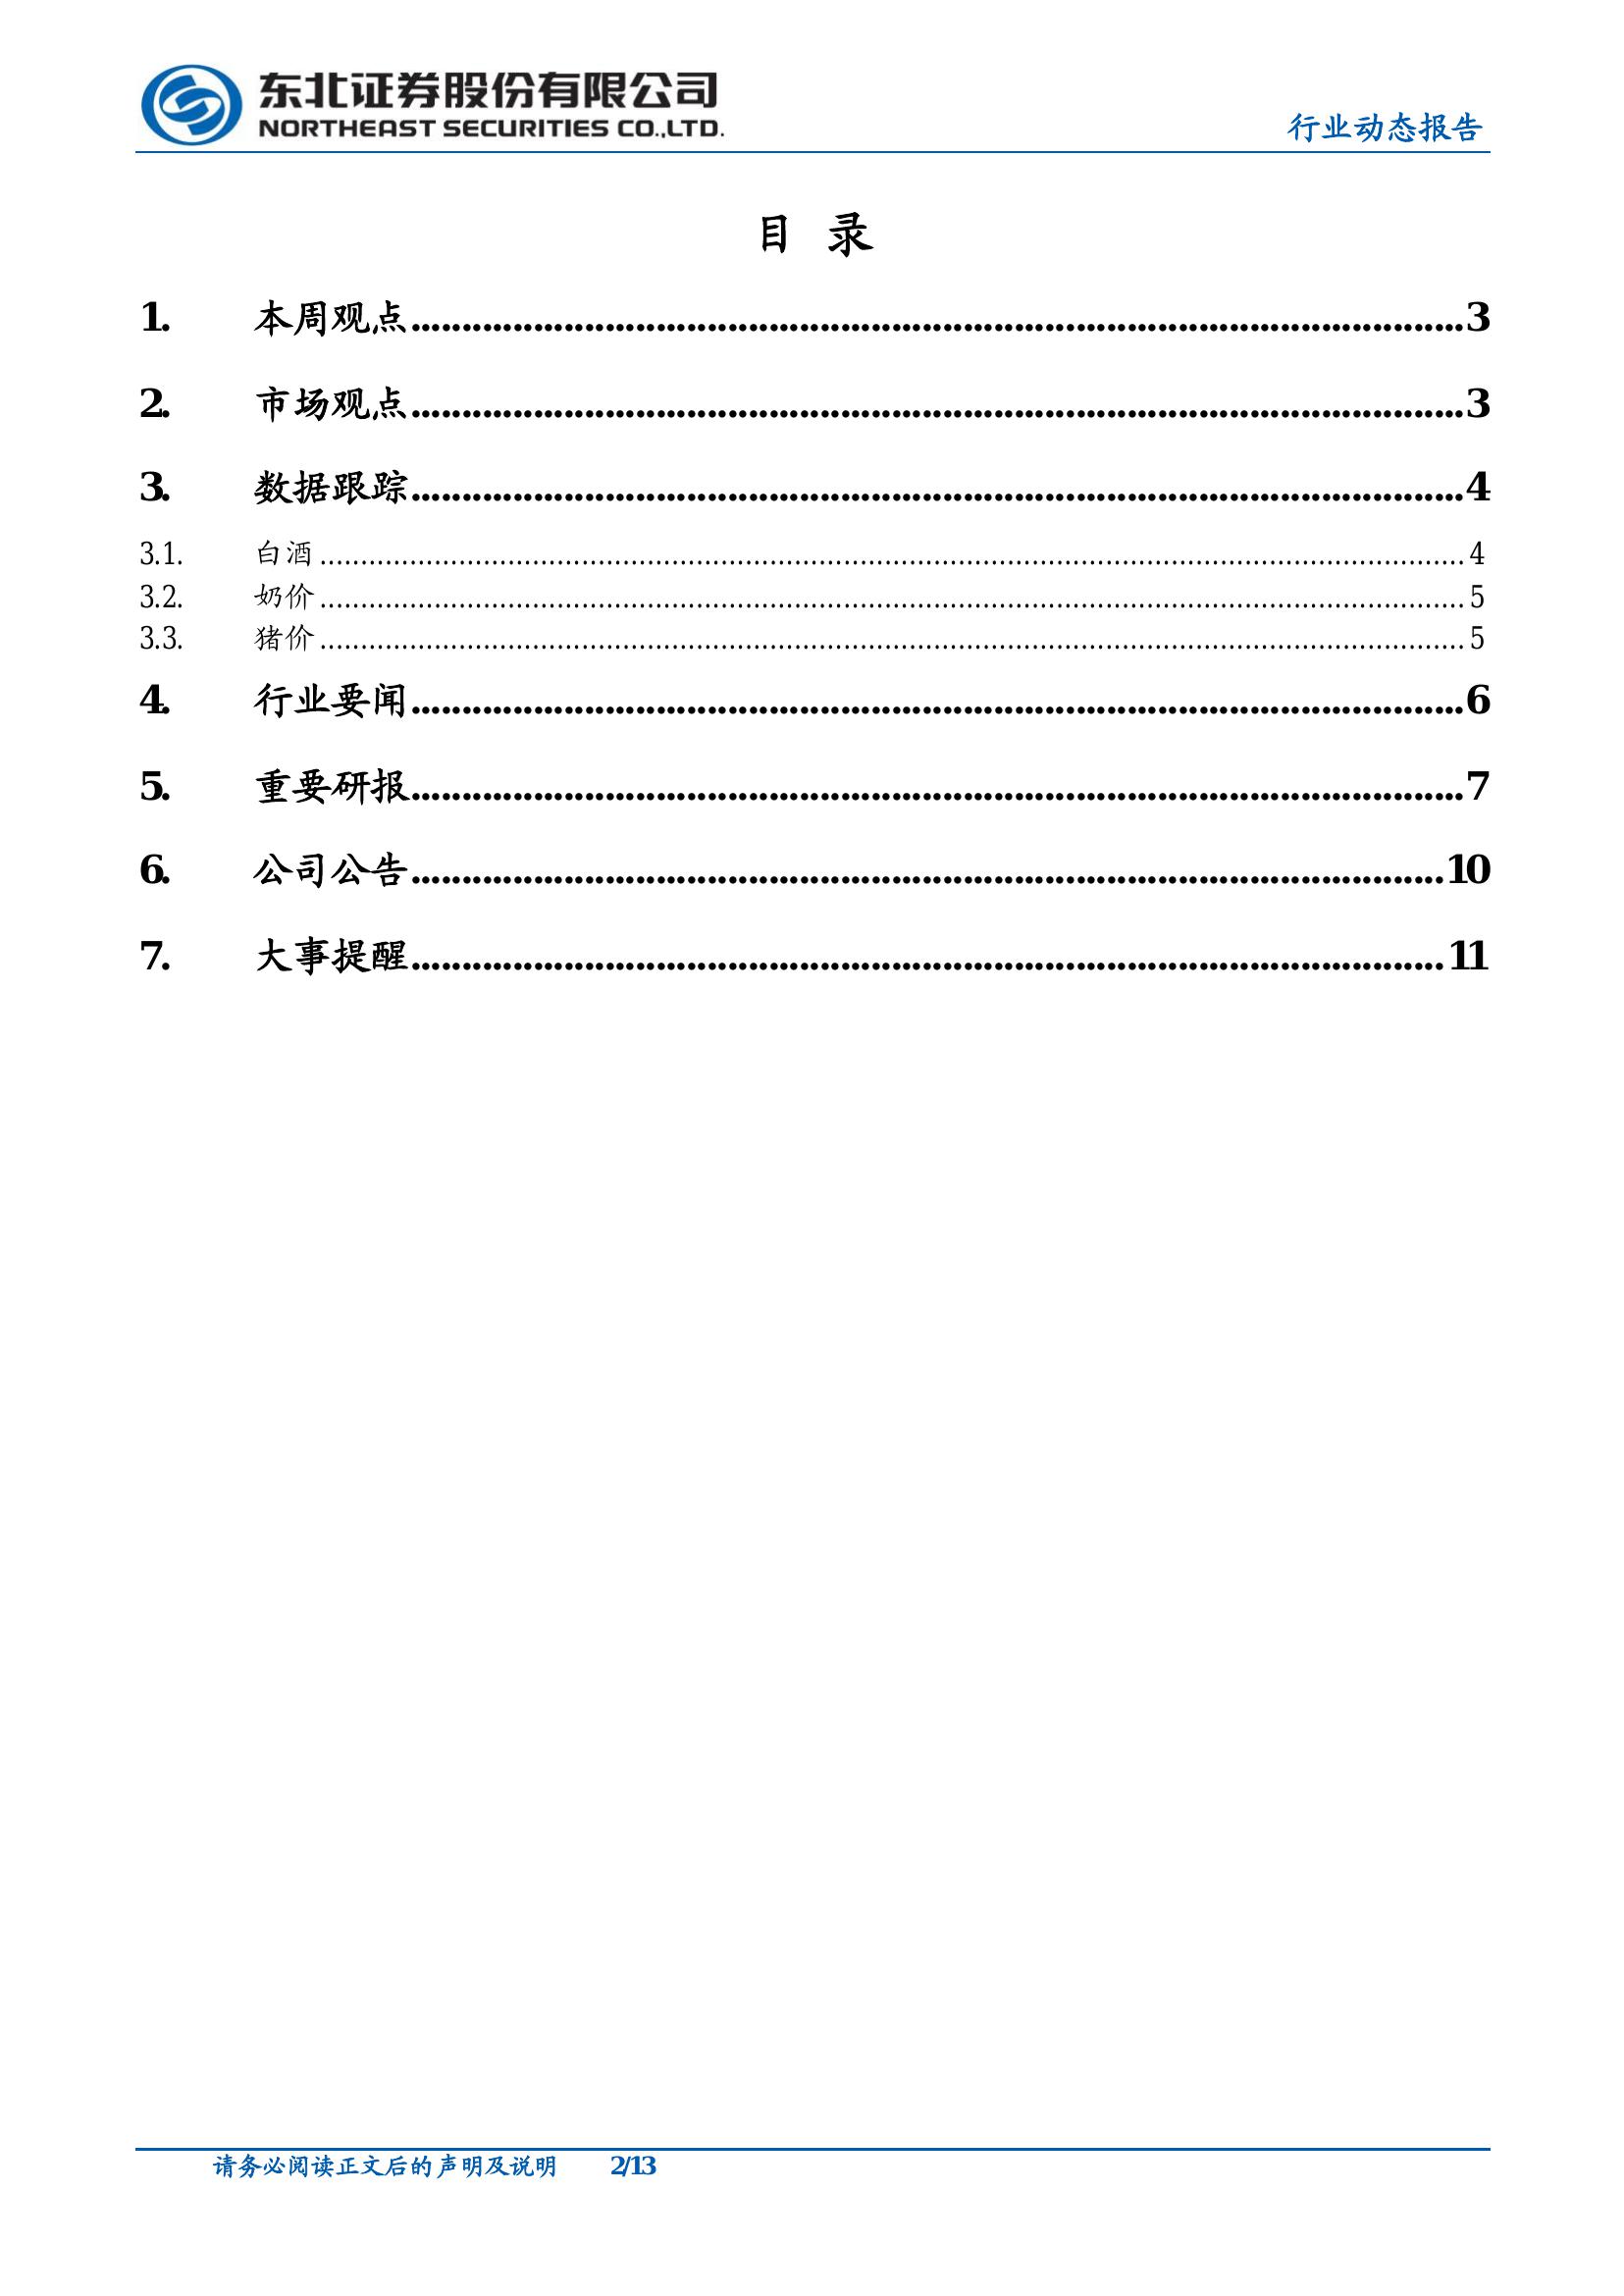 东北证券股份有限公司
NORTHEAST SECURITIES CO.,LTD.
行业动态报告
目 录
1. 本周观点 3
2. 市场观点 3
3. 数据跟踪 4
3.1. 白酒 4
3.2. 奶价 5
3.3. 猪价 5
4. 行业要闻 6
5. 重要研报 7
6. 公司公告 10
7. 大事提醒 11
请务必阅读正文后的声明及说明 2/13